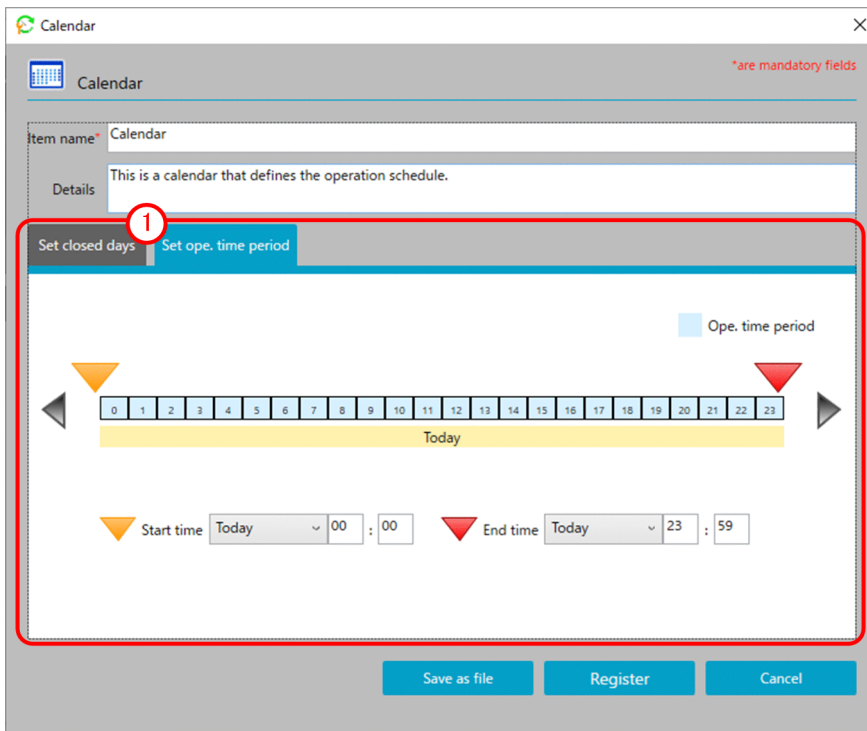 Calendar
*are mandatory fields
Calendar
Item name* Calendar
Details This is a calendar that defines the operation schedule.
1
Set closed days Set ope. time period
Ope. time period
0 1 2 3 4 5 6 7 8 9 10 11 12 13 14 15 16 17 18 19 20 21 22 23
Today
Start time Today 00 : 00 End time Today 23 : 59
Save as file Register Cancel